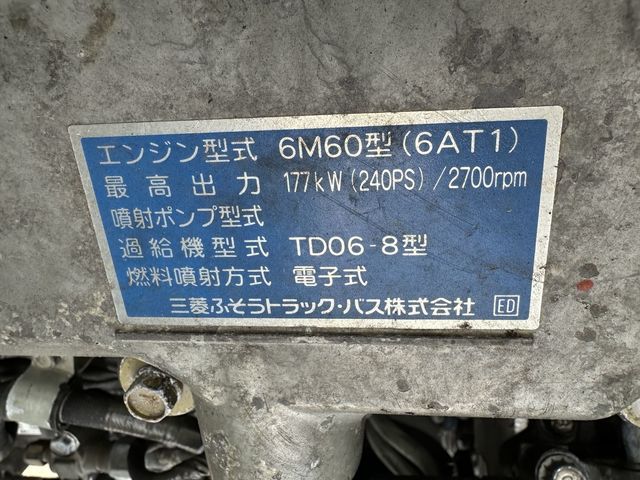 エンジン型式 6M60型(6AT1)
最高出力 177kW(240PS)/2700rpm
噴射ポンプ型式
過給機型式 TD06-8型
燃料噴射方式 電子式
三菱ふそうトラック・バス株式会社 ED